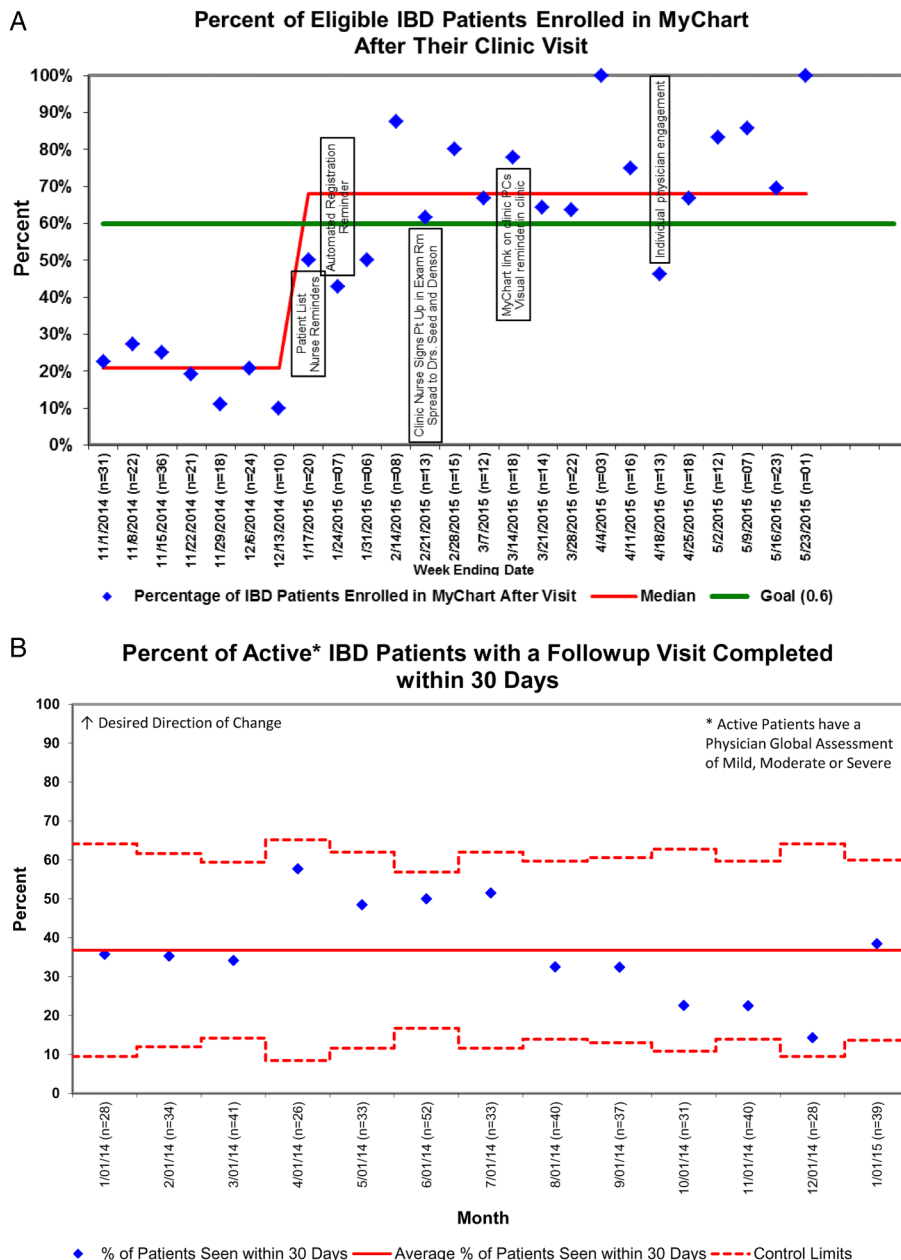 A
Percent of Eligible IBD Patients Enrolled in MyChart
After Their Clinic Visit
Percent
100%
90%
80%
70%
60%
50%
40%
30%
20%
10%
0%
Patient List
Nurse Reminders
Automated Registration
Reminder
Clinic Nurse Signs Pt Up in Exam Rm
Spread to Drs. Seed and Denson
MyChart link on clinic PCs
Visual reminder in clinic
Individual physician engagement
11/1/2014 (n=31)
11/8/2014 (n=22)
11/15/2014 (n=36)
11/22/2014 (n=21)
11/29/2014 (n=18)
12/6/2014 (n=24)
12/13/2014 (n=10)
1/17/2015 (n=20)
1/24/2015 (n=07)
1/31/2015 (n=06)
2/14/2015 (n=08)
2/21/2015 (n=13)
2/28/2015 (n=15)
3/7/2015 (n=12)
3/14/2015 (n=18)
3/21/2015 (n=14)
3/28/2015 (n=22)
4/4/2015 (n=03)
4/11/2015 (n=16)
4/18/2015 (n=13)
4/25/2015 (n=18)
5/2/2015 (n=12)
5/9/2015 (n=07)
5/16/2015 (n=23)
5/23/2015 (n=01)
Week Ending Date
Percentage of IBD Patients Enrolled in MyChart After Visit
Median
Goal (0.6)
B
Percent of Active* IBD Patients with a Followup Visit Completed
within 30 Days
Percent
100
90
80
70
60
50
40
30
20
10
0
↑ Desired Direction of Change
* Active Patients have a
Physician Global Assessment
of Mild, Moderate or Severe
1/01/14 (n=28)
2/01/14 (n=34)
3/01/14 (n=41)
4/01/14 (n=26)
5/01/14 (n=33)
6/01/14 (n=52)
7/01/14 (n=33)
8/01/14 (n=40)
9/01/14 (n=37)
10/01/14 (n=31)
11/01/14 (n=40)
12/01/14 (n=28)
1/01/15 (n=39)
Month
% of Patients Seen within 30 Days
Average % of Patients Seen within 30 Days
Control Limits